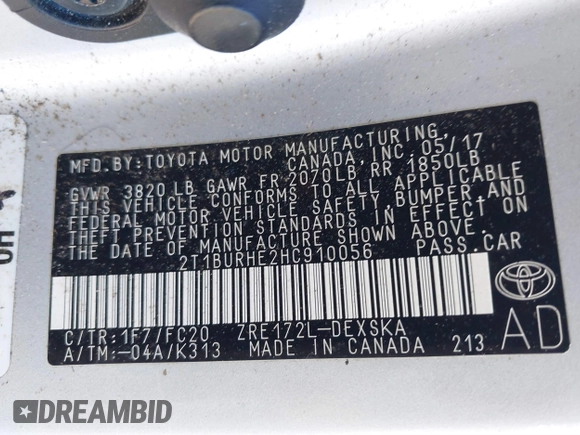 MFD. BY: TOYOTA MOTOR MANUFACTURING,
CANADA, INC. 05/17
GVWR 3820 LB GAWR FR 2070LB RR 1850LB
THIS VEHICLE CONFORMS TO ALL APPLICABLE
FEDERAL MOTOR VEHICLE SAFETY, BUMPER AND
THEFT PREVENTION STANDARDS IN EFFECT ON
THE DATE OF MANUFACTURE SHOWN ABOVE.
2T1BURHE2HC910056 PASS.CAR
C/TR:1F7/FC20 ZRE172L-DEXSKA
A/TM:-04A/K313 MADE IN CANADA 213
TOYOTA
AD
DREAMBID